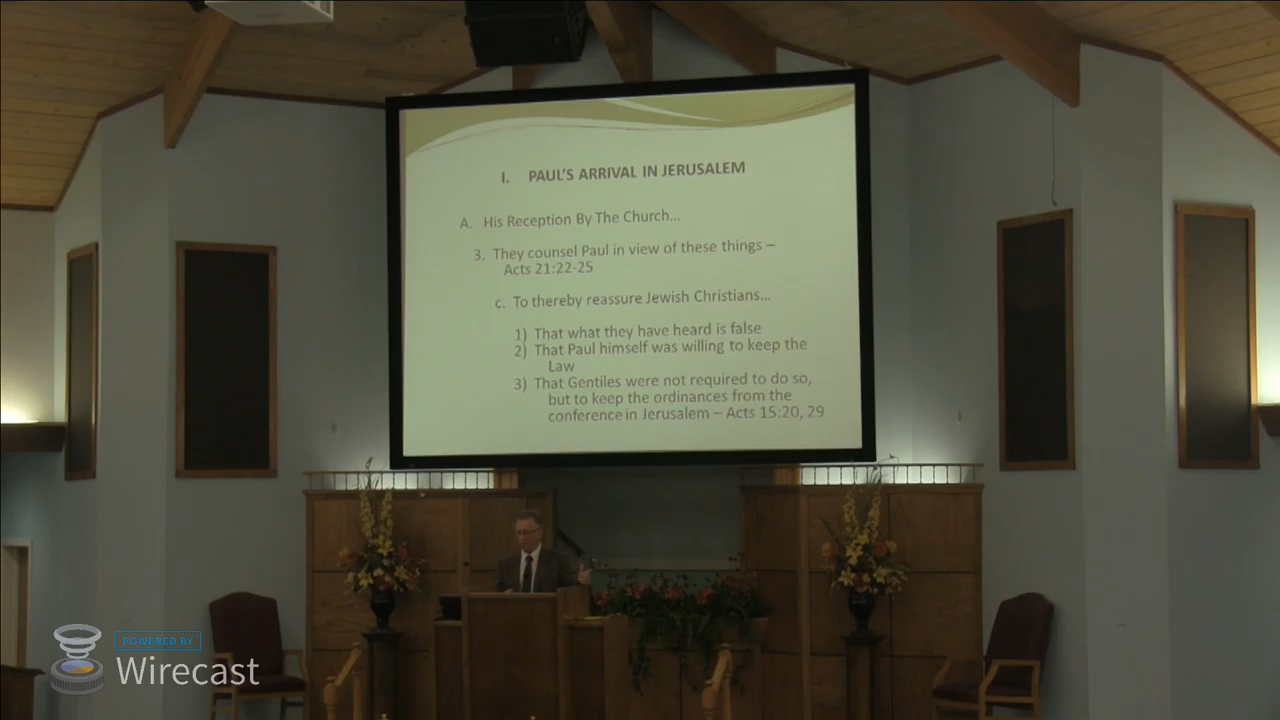 I. PAUL'S ARRIVAL IN JERUSALEM
A. His Reception By The Church...
3. They counsel Paul in view of these things –
Acts 21:22-25
c. To thereby reassure Jewish Christians...
1) That what they have heard is false
2) That Paul himself was willing to keep the
Law
3) That Gentiles were not required to do so,
but to keep the ordinances from the
conference in Jerusalem – Acts 15:20, 29
POWERED BY
Wirecast